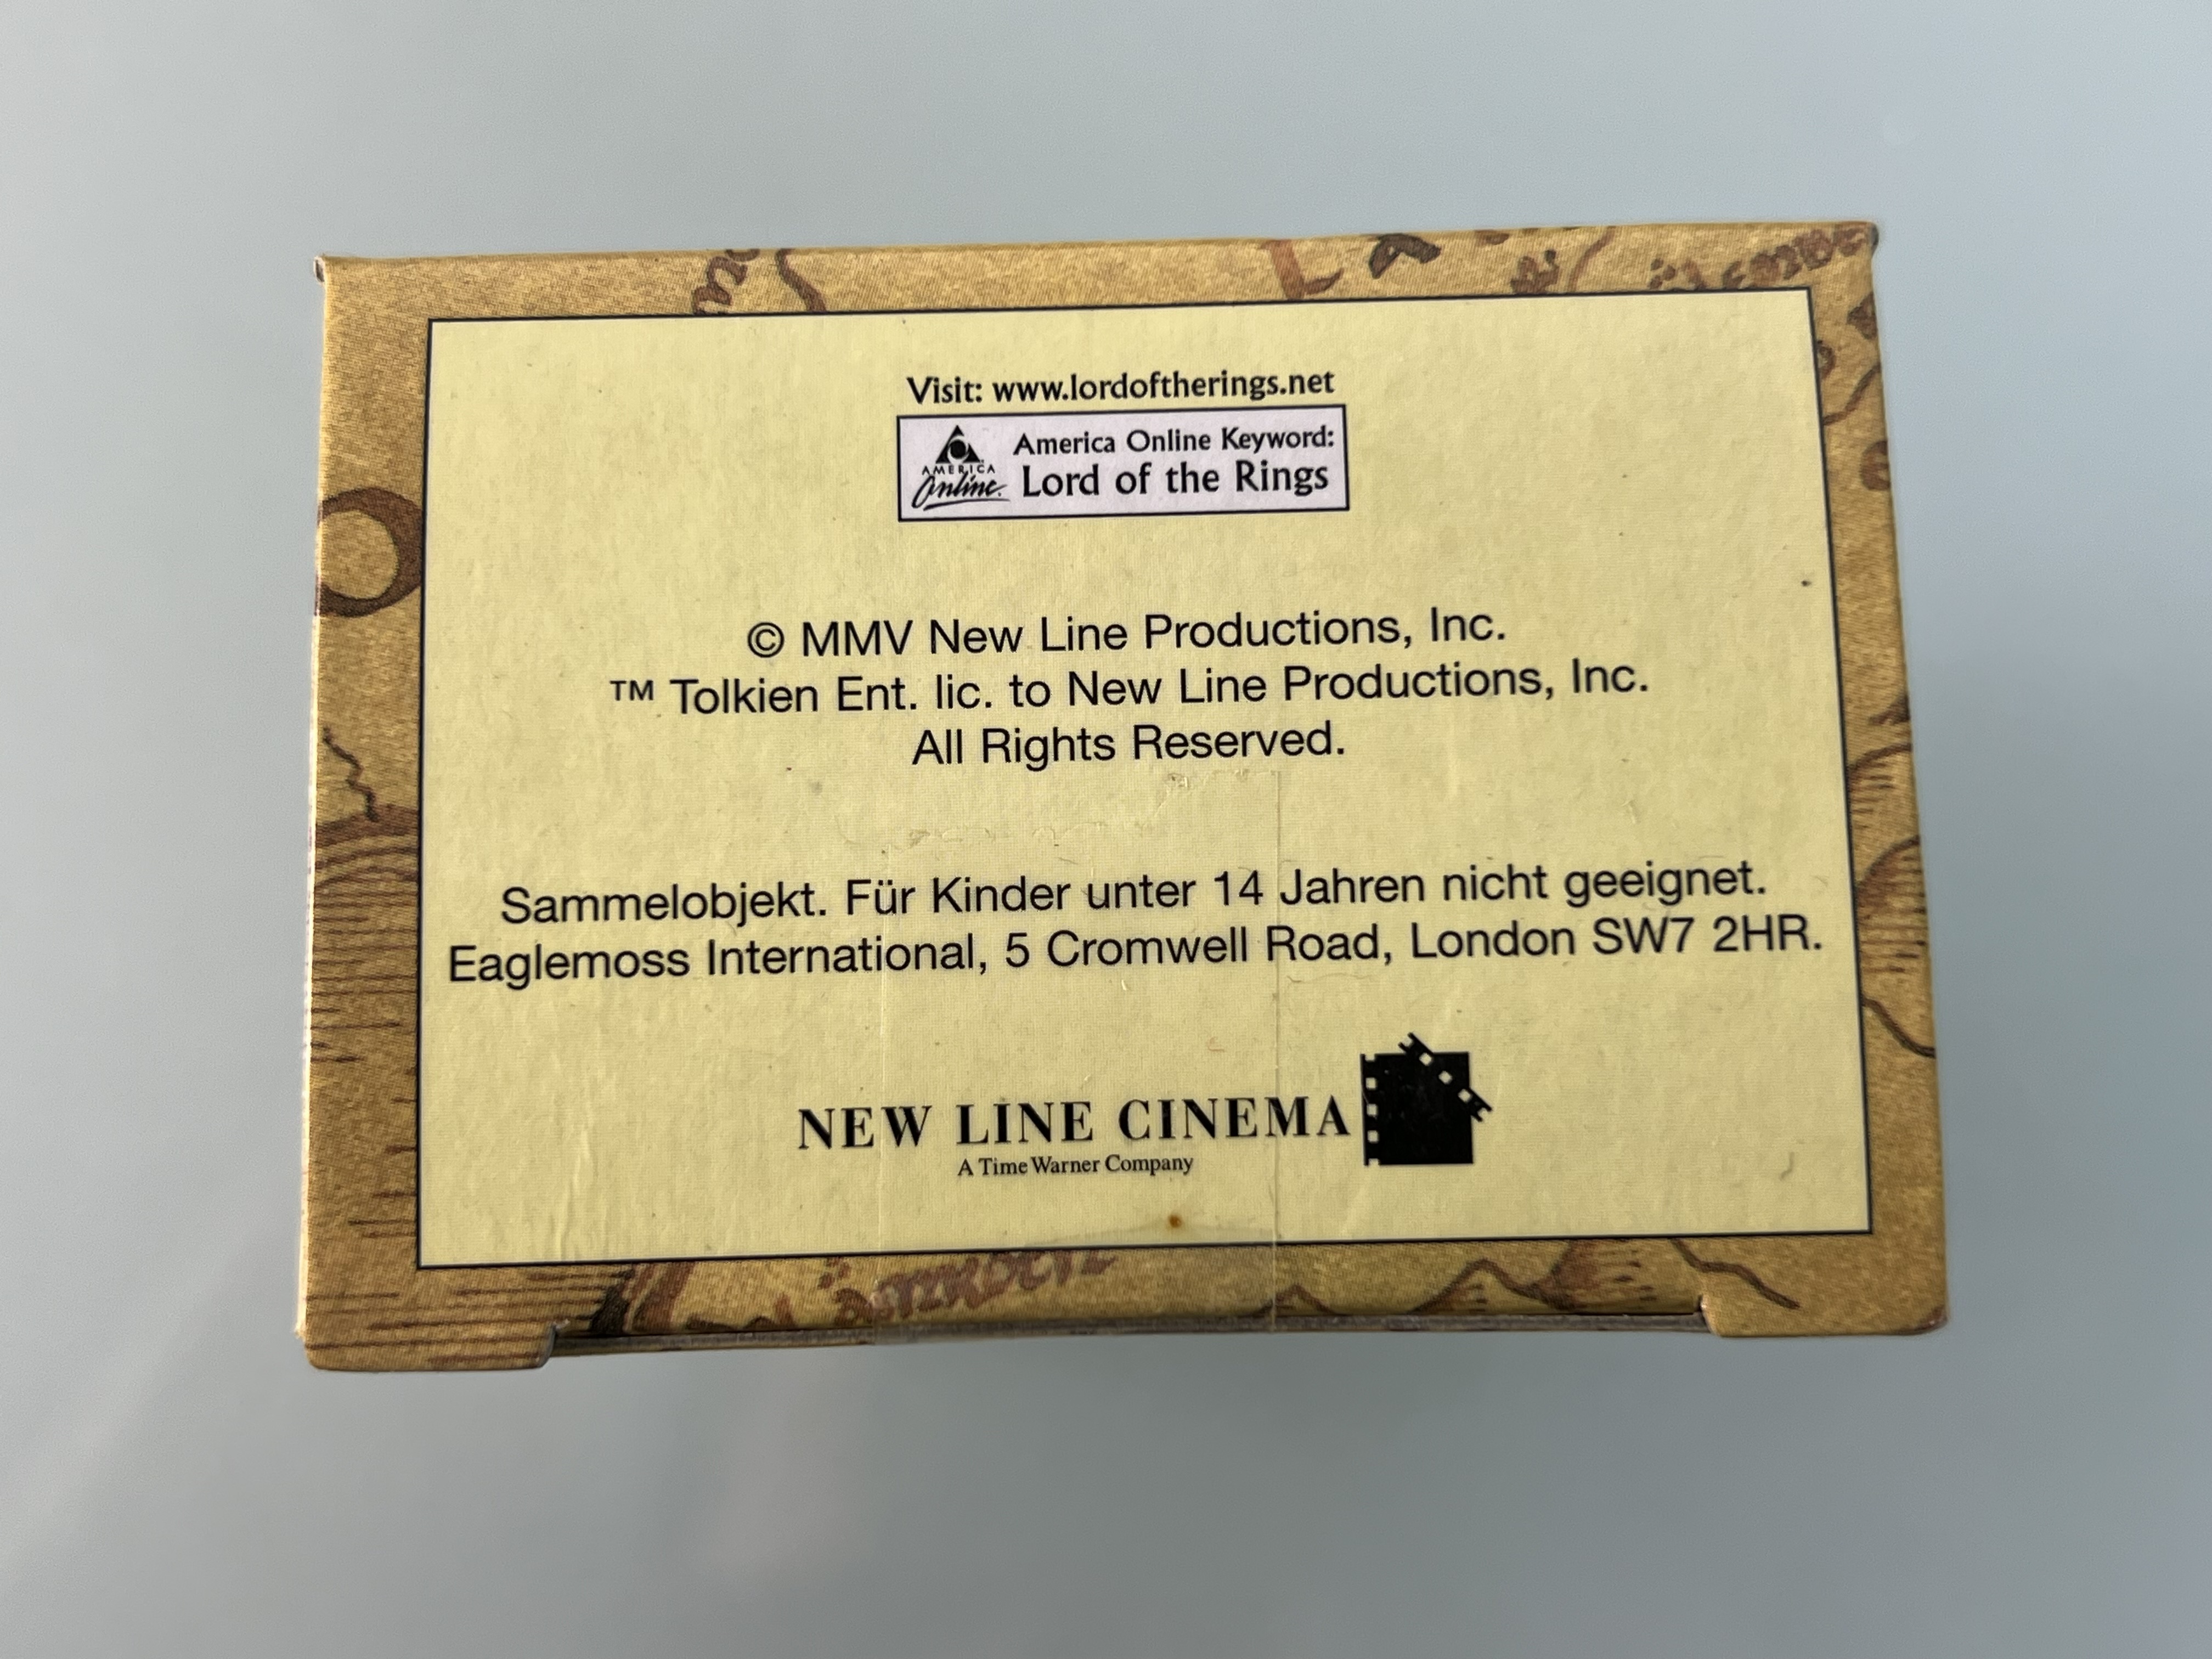 Visit: www.lordoftherings.net
America Online Keyword:
AMERICA
Online. Lord of the Rings
© MMV New Line Productions, Inc.
™ Tolkien Ent. lic. to New Line Productions, Inc.
All Rights Reserved.
Sammelobjekt. Für Kinder unter 14 Jahren nicht geeignet.
Eaglemoss International, 5 Cromwell Road, London SW7 2HR.
NEW LINE CINEMA
A Time Warner Company